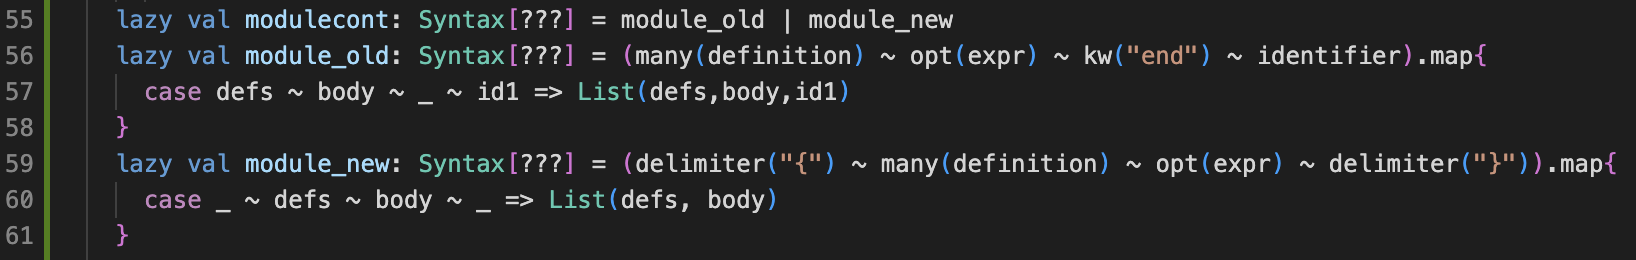 55 lazy val modulecont: Syntax[???] = module_old | module_new
56 lazy val module_old: Syntax[???] = (many(definition) ~ opt(expr) ~ kw("end") ~ identifier).map{
57 case defs ~ body ~ _ ~ id1 => List(defs,body,id1)
58 }
59 lazy val module_new: Syntax[???] = (delimiter("{") ~ many(definition) ~ opt(expr) ~ delimiter("}")).map{
60 case _ ~ defs ~ body ~ _ => List(defs, body)
61 }